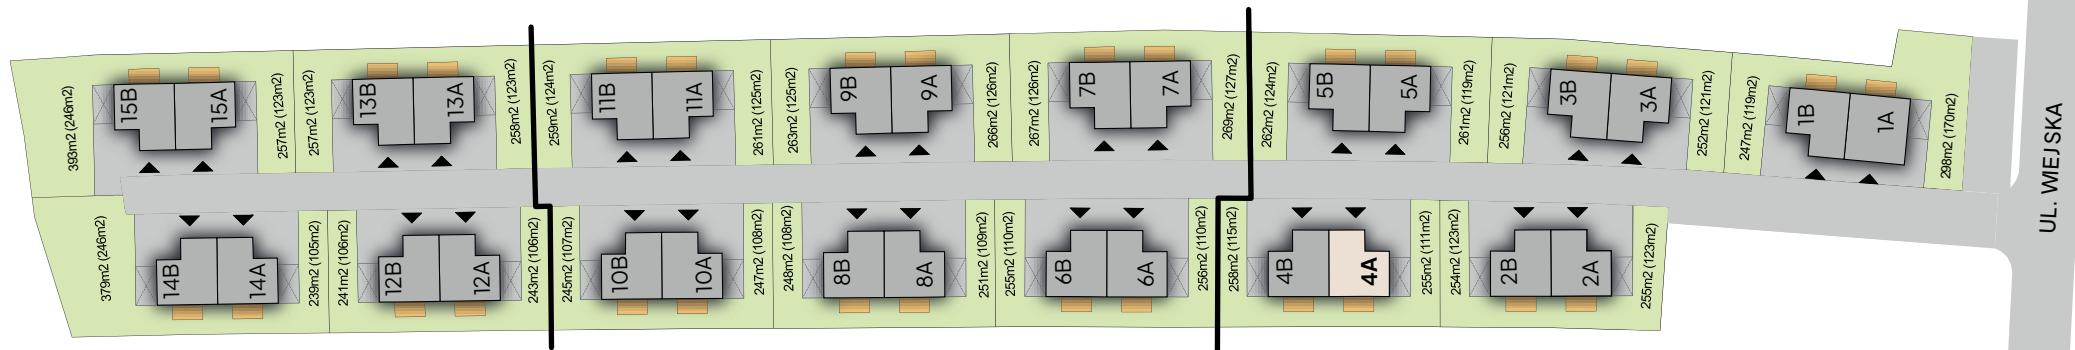 393m2 (246m2)
15B
15A
257m2 (123m2)
257m2 (123m2)
13B
13A
258m2 (123m2)
259m2 (124m2)
11B
11A
261m2 (125m2)
263m2 (125m2)
9B
9A
266m2 (126m2)
267m2 (126m2)
7B
7A
269m2 (127m2)
262m2 (124m2)
5B
5A
261m2 (119m2)
256m2 (121m2)
3B
3A
252m2 (121m2)
247m2 (119m2)
1B
1A
298m2 (170m2)
UL. WIEJSKA
379m2 (246m2)
14B
14A
239m2 (105m2)
241m2 (106m2)
12B
12A
243m2 (106m2)
245m2 (107m2)
10B
10A
247m2 (108m2)
248m2 (108m2)
8B
8A
251m2 (109m2)
255m2 (110m2)
6B
6A
256m2 (110m2)
258m2 (115m2)
4B
4A
255m2 (111m2)
254m2 (123m2)
2B
2A
255m2 (123m2)